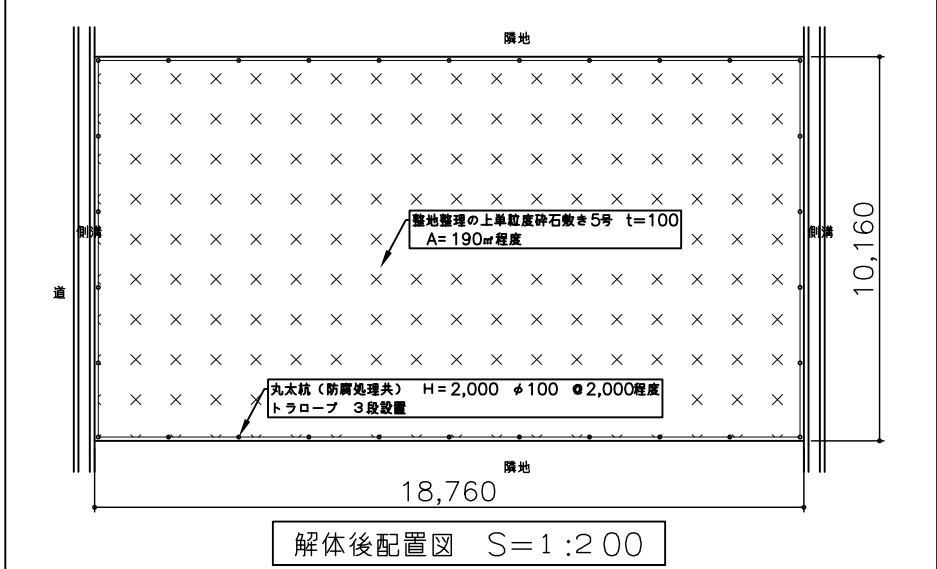 隣地
整地整理の上単粒度砕石敷き5号 t=100
A=190㎡程度
側溝
側溝
10,160
道
丸太杭（防腐処理共） H=2,000 φ100 @2,000程度
トラロープ 3段設置
隣地
18,760
解体後配置図 S=1:200